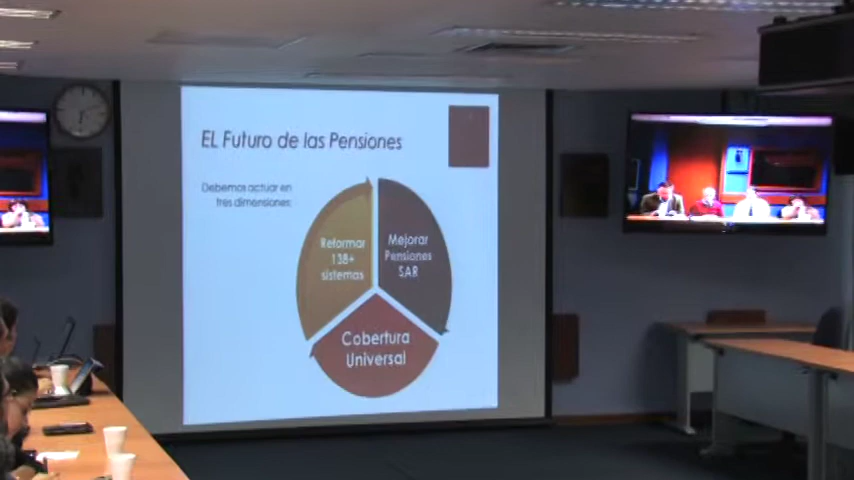 EL Futuro de las Pensiones
Debemos actuar en
tres dimensiones
Reformar
138+
sistemas
Mejorar
Pensiones
SAR
Cobertura
Universal